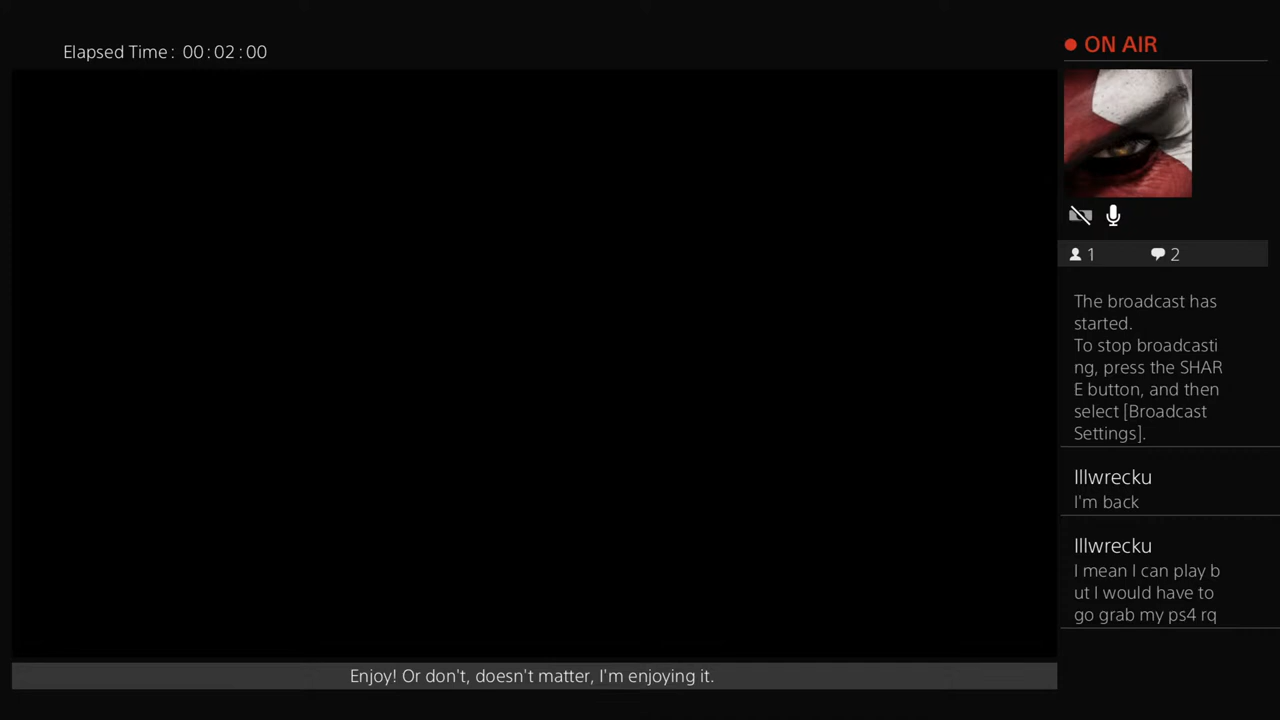 Elapsed Time: 00:02:00
ON AIR
1
2
The broadcast has
started.
To stop broadcasti
ng, press the SHAR
E button, and then
select [Broadcast
Settings].
Illwrecku
I'm back
Illwrecku
I mean I can play b
ut I would have to
go grab my ps4 rq
Enjoy! Or don't, doesn't matter, I'm enjoying it.